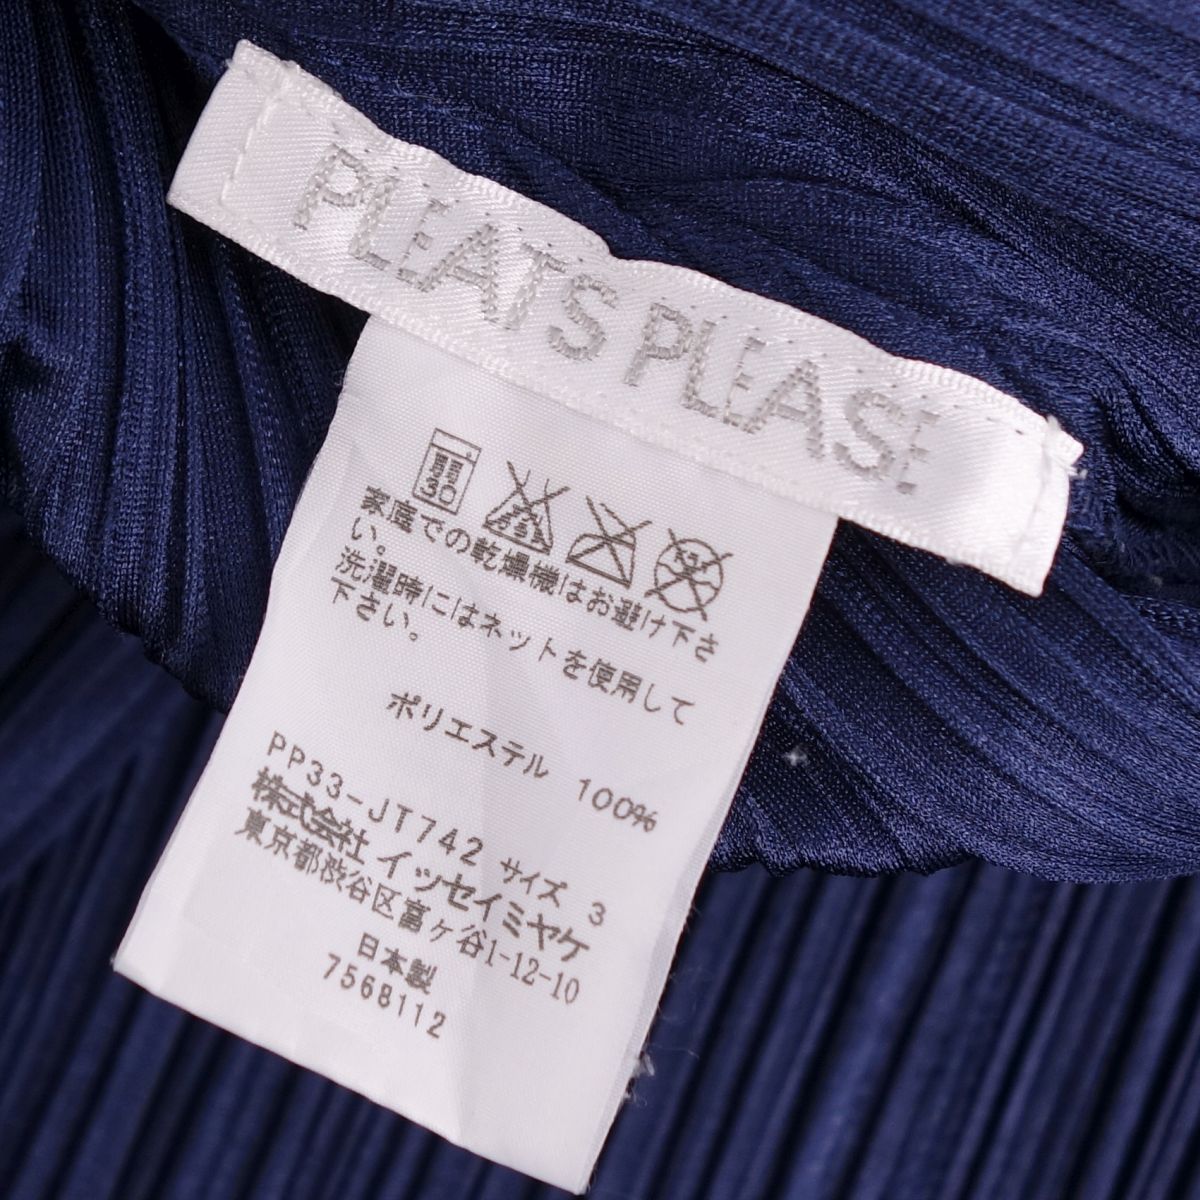 PLEATS PLEASE
30
家庭での乾燥機はお避け下さ
い。
洗濯時にはネットを使用して
下さい。
ポリエステル 100%
PP33-JT742 サイズ 3
株式会社 イッセイミヤケ
東京都渋谷区富ヶ谷1-12-10
日本製
7568112